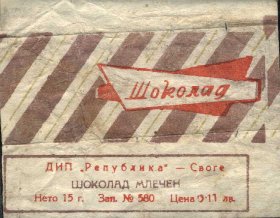 Шоколад
ДИП „Република“ — Своге
ШОКОЛАД МЛЕЧЕН
Нето 15 г. Зап. № 580 Цена 0·11 лв.